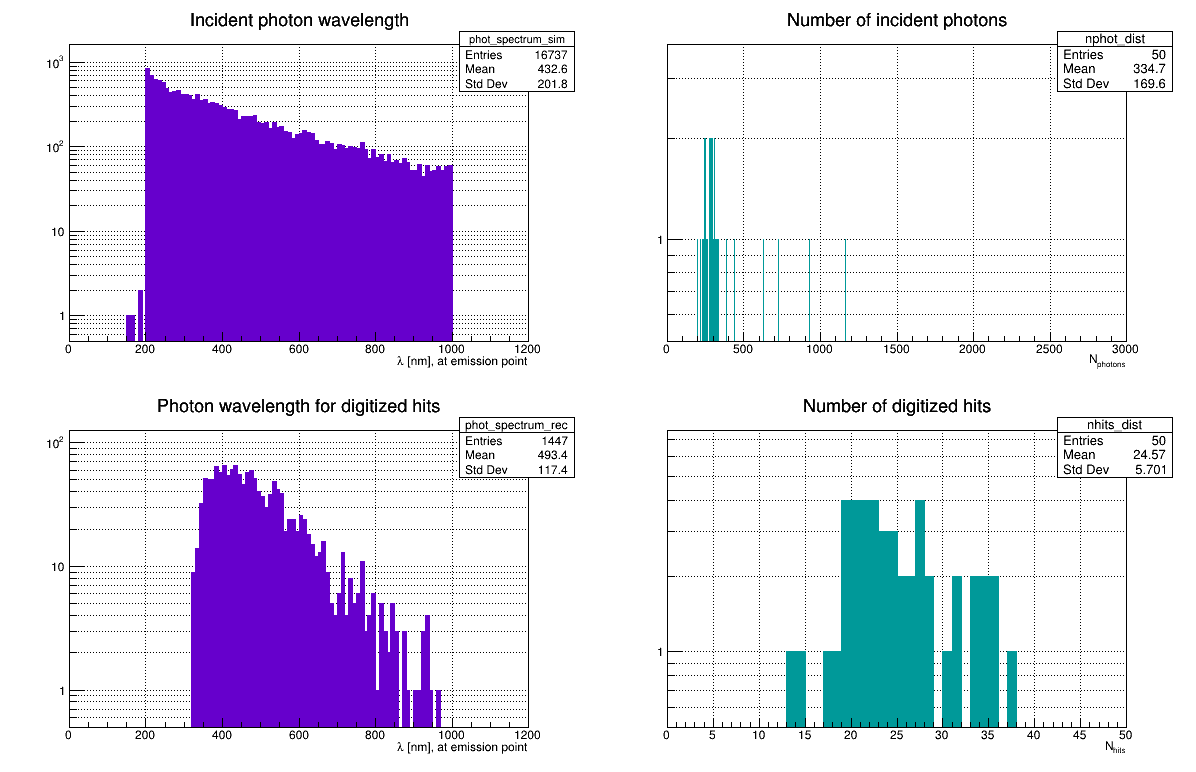 Incident photon wavelength
phot_spectrum_sim
Entries 16737
Mean 432.6
Std Dev 201.8
10³
10²
10
1
0 200 400 600 800 1000 1200
λ [nm], at emission point
Number of incident photons
nphot_dist
Entries 50
Mean 334.7
Std Dev 169.6
1
0 500 1000 1500 2000 2500 3000
N_photons
Photon wavelength for digitized hits
phot_spectrum_rec
Entries 1447
Mean 493.4
Std Dev 117.4
10²
10
1
0 200 400 600 800 1000 1200
λ [nm], at emission point
Number of digitized hits
nhits_dist
Entries 50
Mean 24.57
Std Dev 5.701
1
0 5 10 15 20 25 30 35 40 45 50
N_hits